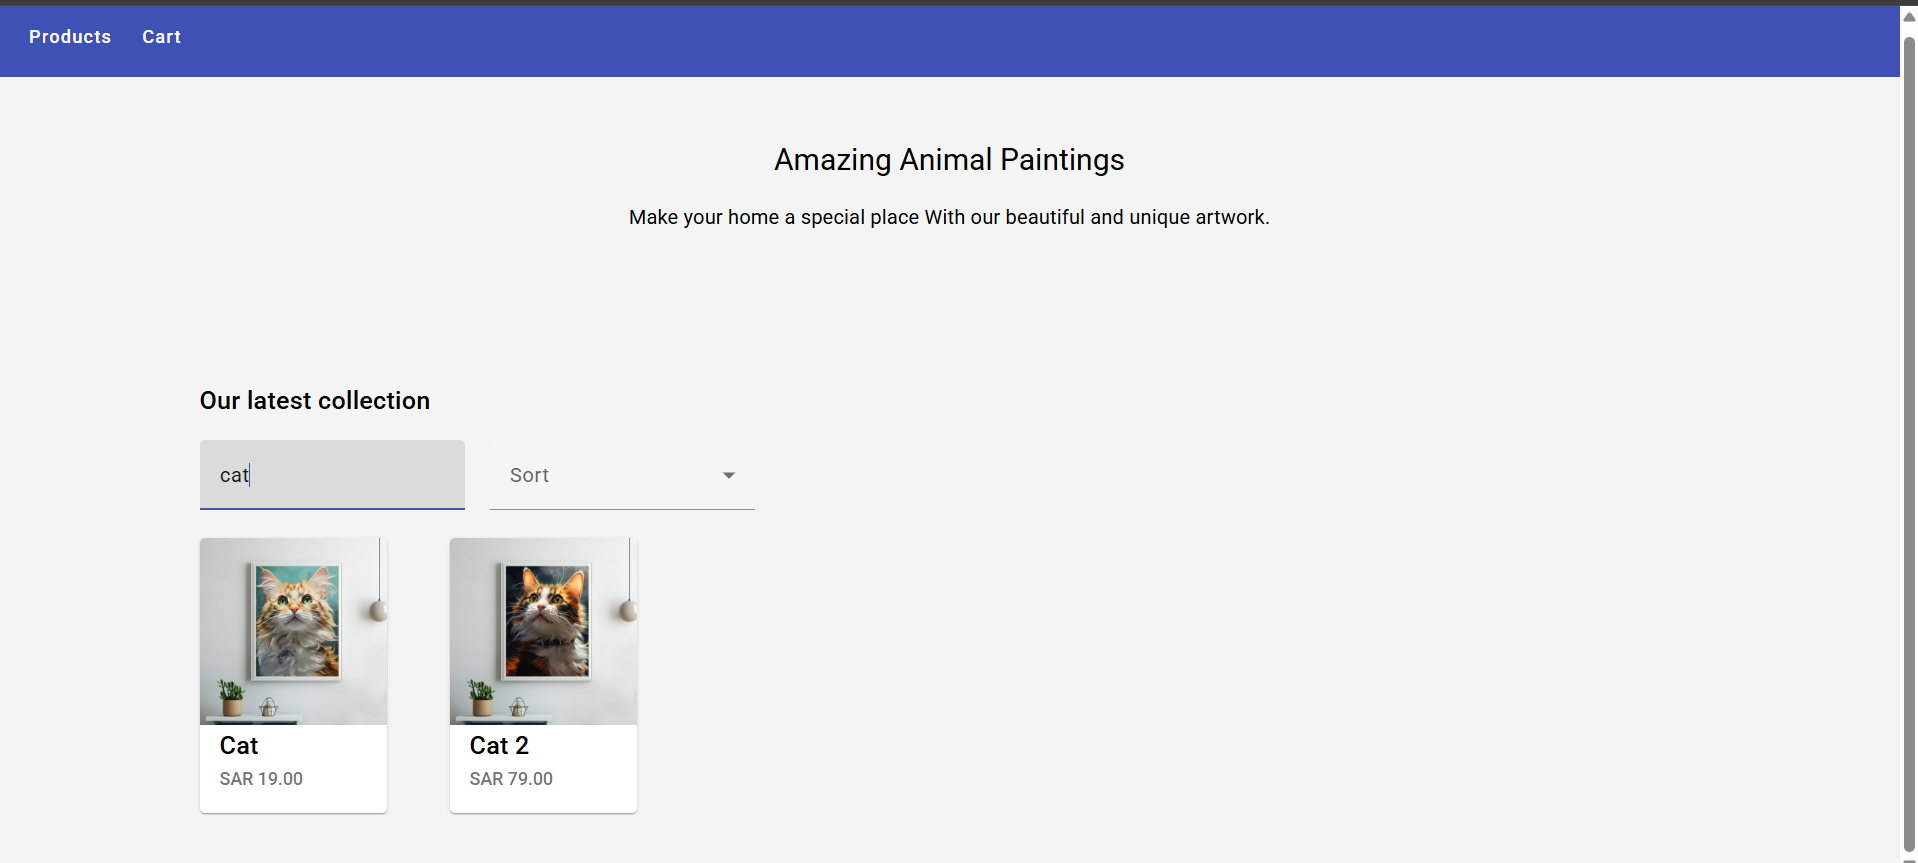 Products Cart
Amazing Animal Paintings
Make your home a special place With our beautiful and unique artwork.
Our latest collection
cat
Sort
Cat
SAR 19.00
Cat 2
SAR 79.00